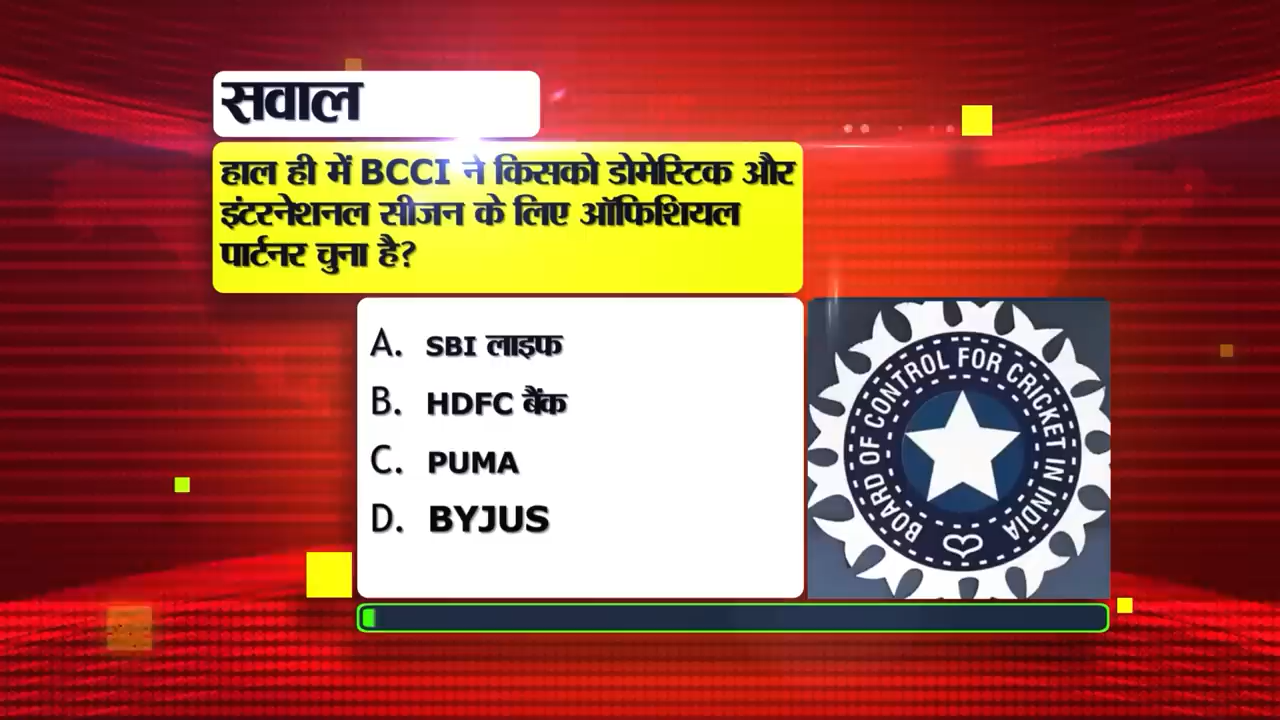 सवाल
हाल ही में BCCI ने किसको डोमेस्टिक और
इंटरनेशनल सीजन के लिए ऑफिशियल
पार्टनर चुना है?
A. SBI लाइफ
B. HDFC बैंक
C. PUMA
D. BYJUS
BOARD OF CONTROL FOR CRICKET IN INDIA